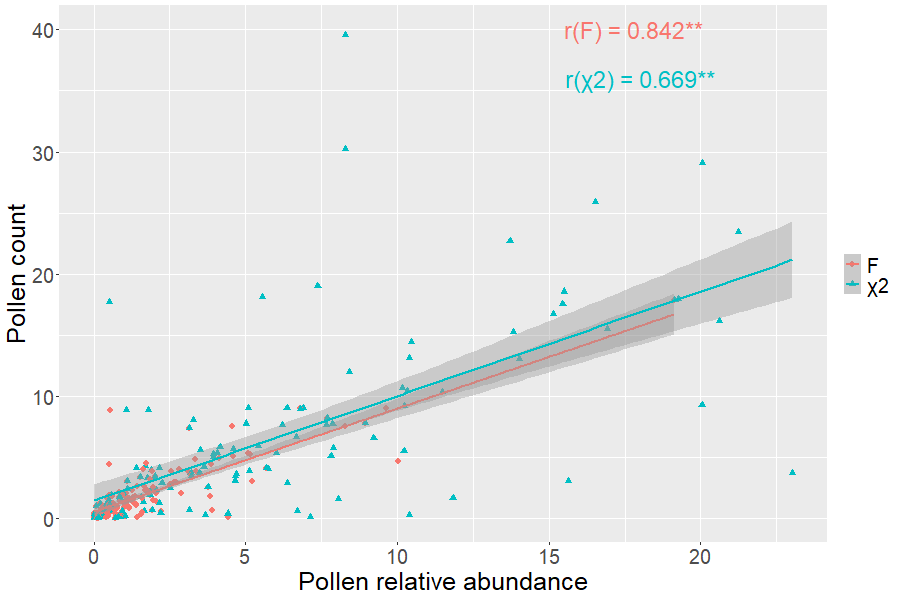 r(F) = 0.842**
r(χ2) = 0.669**
40
30
20
10
0
Pollen count
0 5 10 15 20
Pollen relative abundance
F
χ2